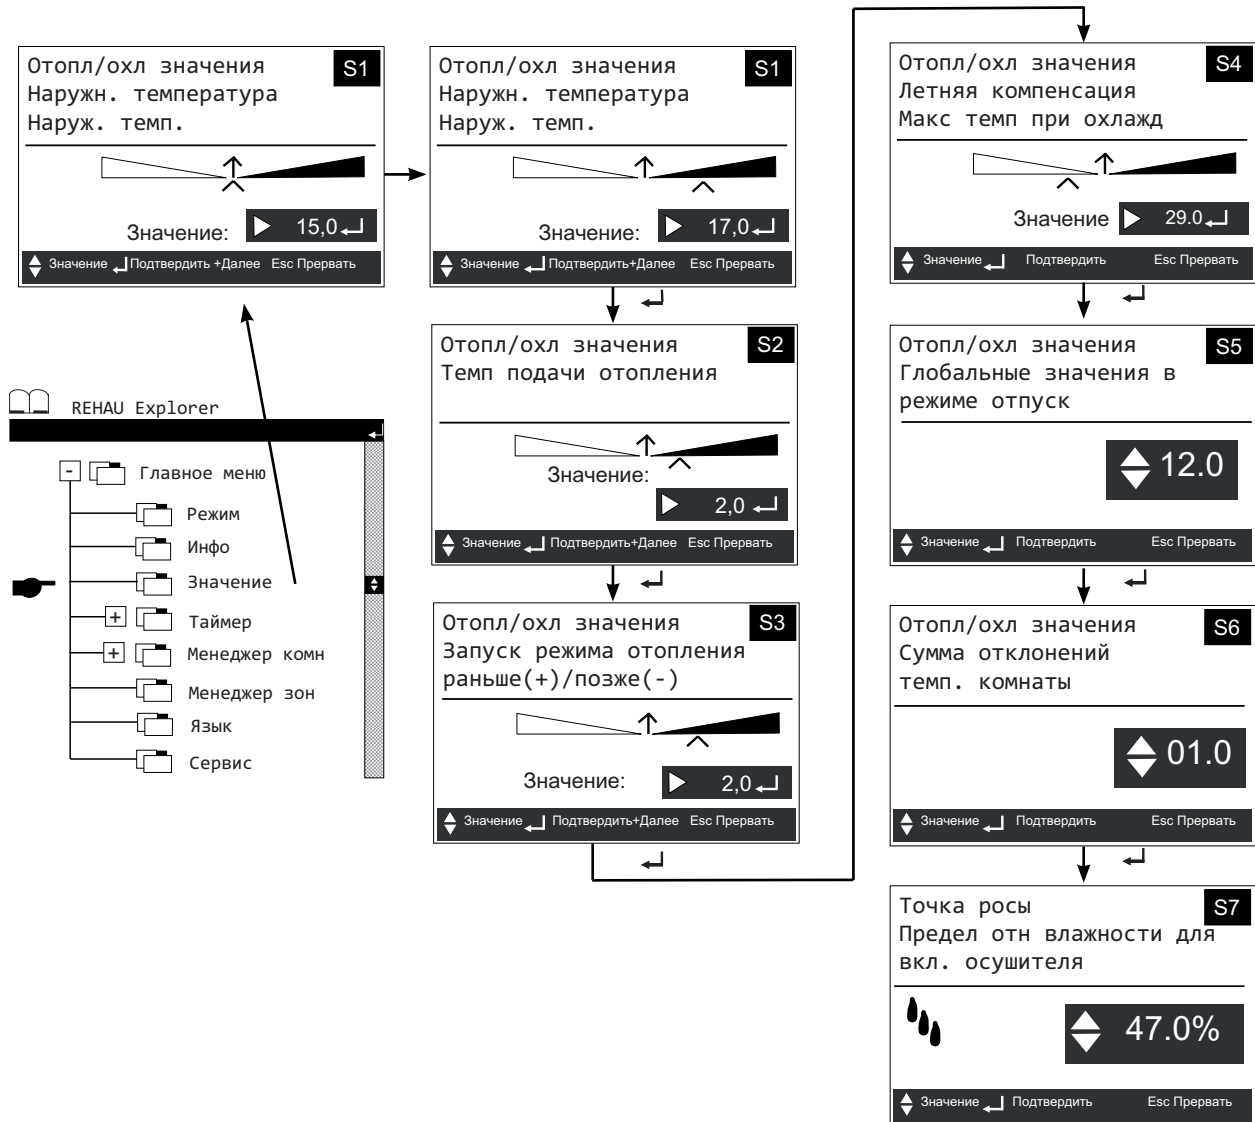 Отопл/охл значения
S1
Наружн. температура
Наруж. темп.
Значение:
15,0
Значение
Подтвердить +Далее
Esc Прервать
Отопл/охл значения
S1
Наружн. температура
Наруж. темп.
Значение:
17,0
Значение
Подтвердить+Далее
Esc Прервать
REHAU Explorer
- Главное меню
Режим
Инфо
Значение
+ Таймер
+ Менеджер комн
Менеджер зон
Язык
Сервис
Отопл/охл значения
S2
Темп подачи отопления
Значение:
2,0
Значение
Подтвердить+Далее
Esc Прервать
Отопл/охл значения
S3
Запуск режима отопления
раньше(+)/позже(-)
Значение:
2,0
Значение
Подтвердить+Далее
Esc Прервать
Отопл/охл значения
S4
Летняя компенсация
Макс темп при охлажд
Значение
29.0
Значение
Подтвердить
Esc Прервать
Отопл/охл значения
S5
Глобальные значения в
режиме отпуск
12.0
Значение
Подтвердить
Esc Прервать
Отопл/охл значения
S6
Сумма отклонений
темп. комнаты
01.0
Значение
Подтвердить
Esc Прервать
Точка росы
S7
Предел отн влажности для
вкл. осушителя
47.0%
Значение
Подтвердить
Esc Прервать